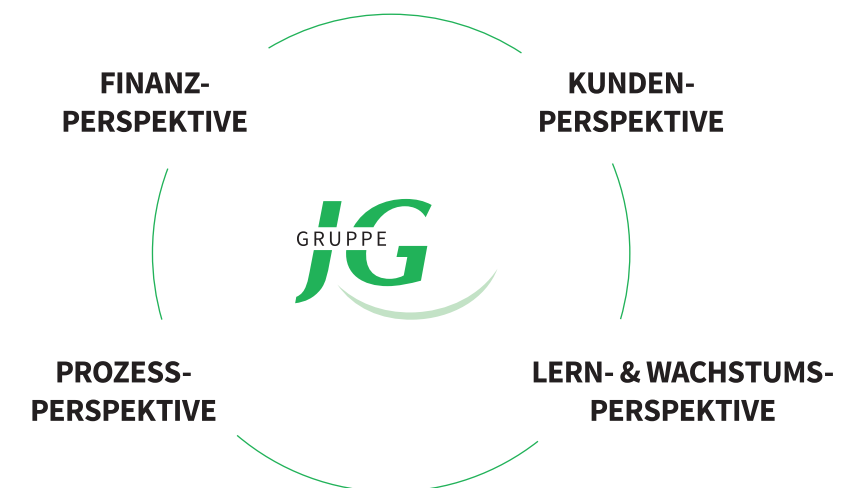 FINANZ-
PERSPEKTIVE
KUNDEN-
PERSPEKTIVE
JG
GRUPPE
PROZESS-
PERSPEKTIVE
LERN- & WACHSTUMS-
PERSPEKTIVE